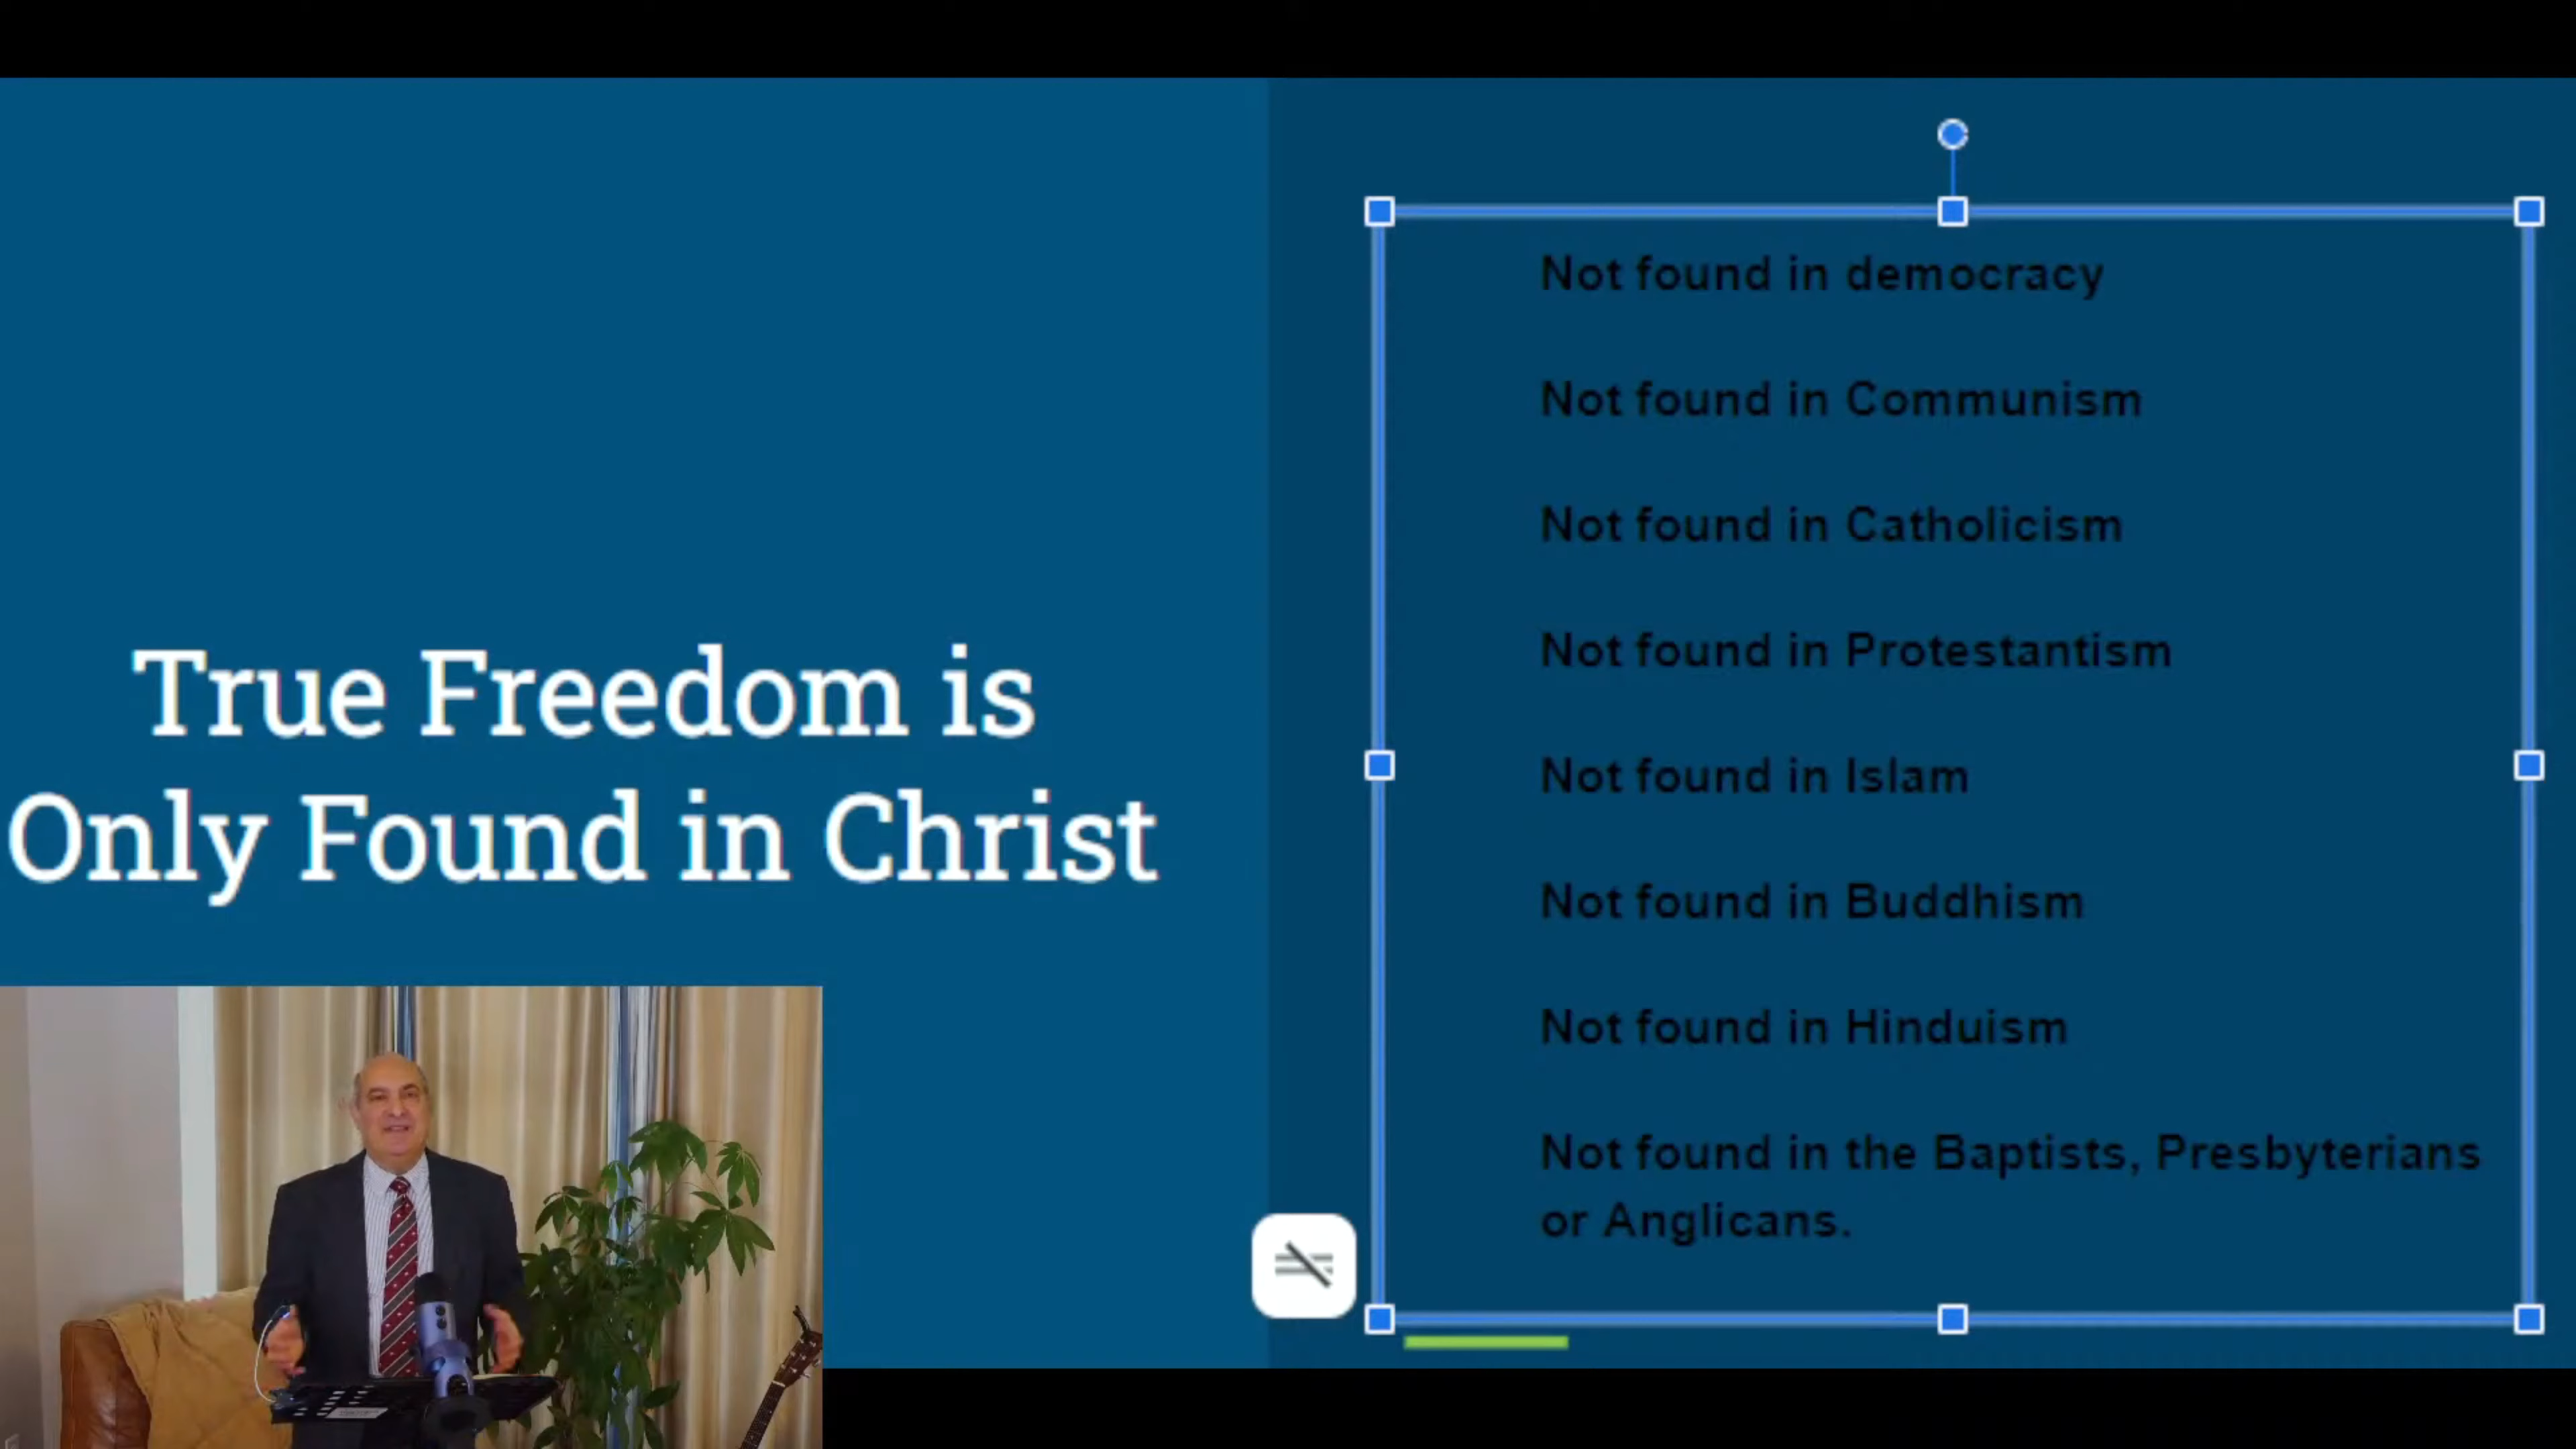 True Freedom is
Only Found in Christ
Not found in democracy
Not found in Communism
Not found in Catholicism
Not found in Protestantism
Not found in Islam
Not found in Buddhism
Not found in Hinduism
Not found in the Baptists, Presbyterians
or Anglicans.